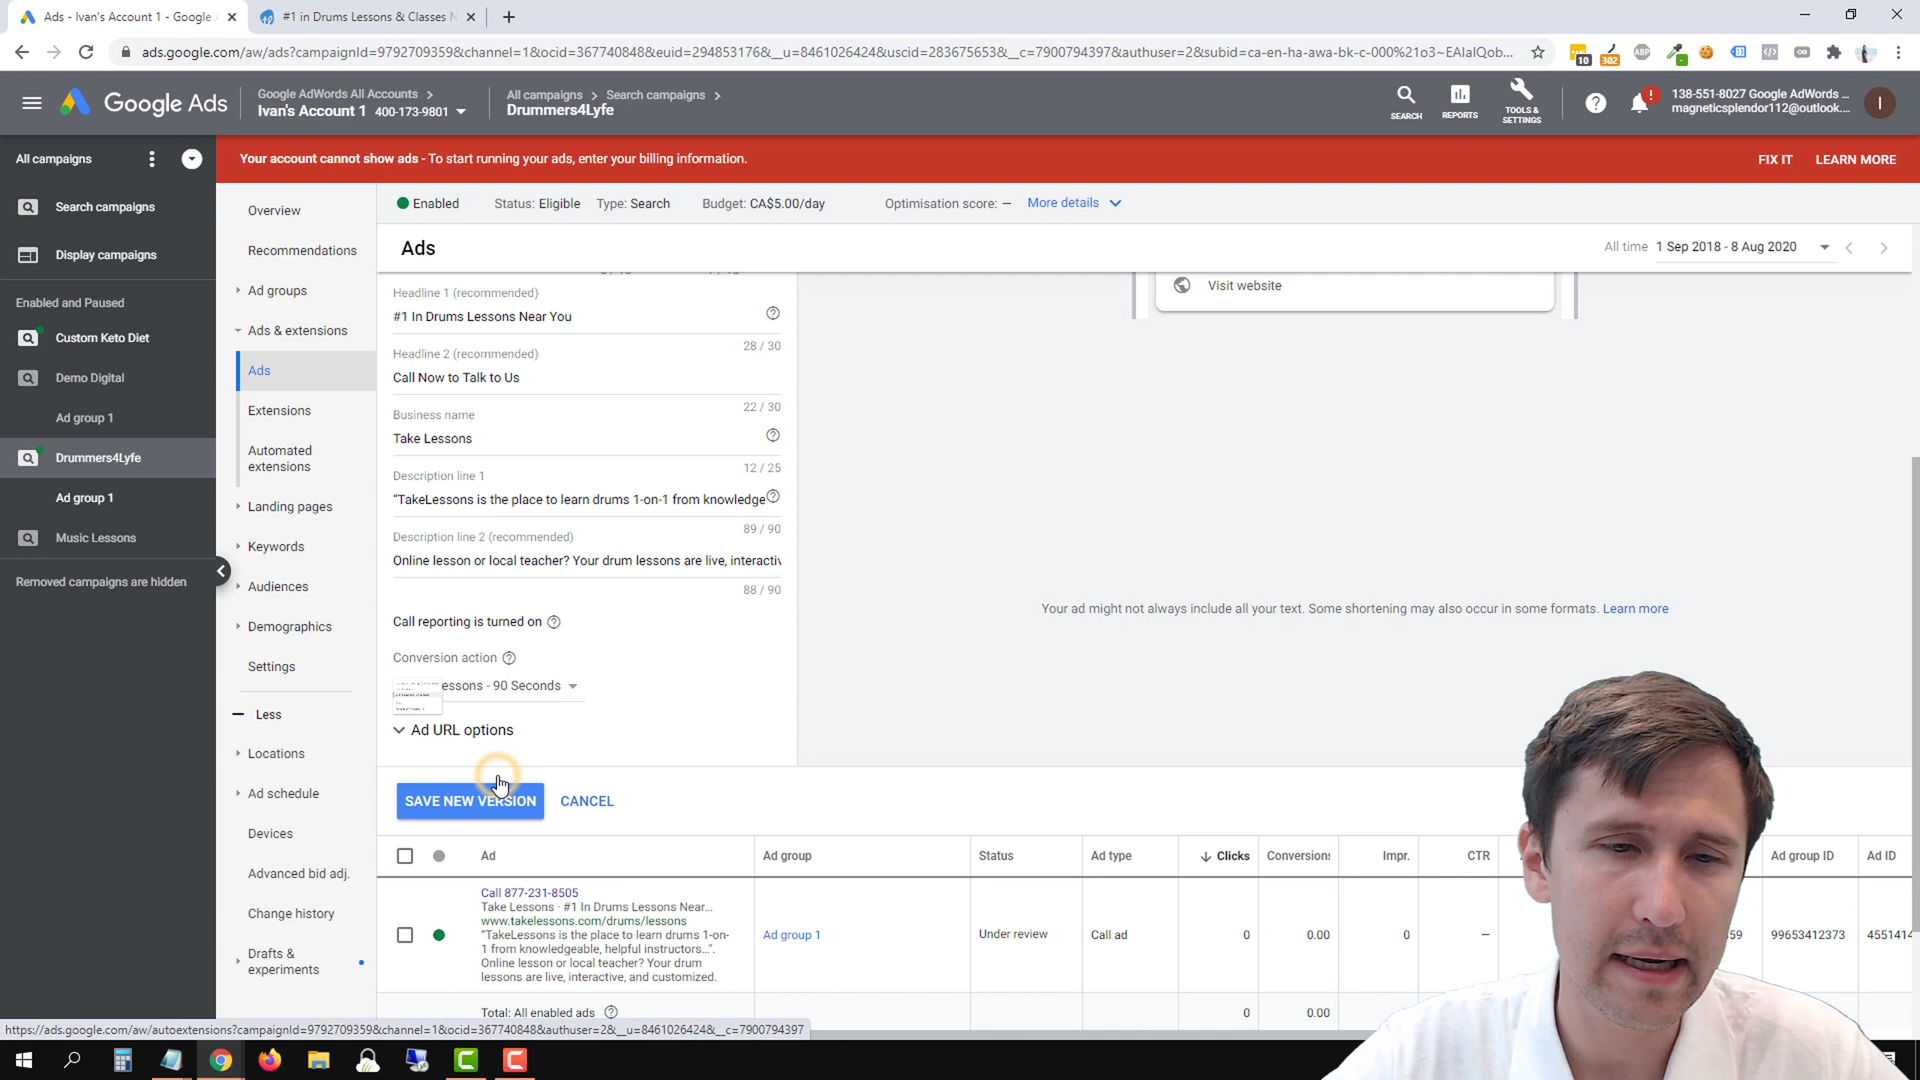 Ads - Ivan's Account 1 - Google
#1 in Drums Lessons & Classes N
ads.google.com/aw/ads?campaignId=9792709359&channel=1&ocid=367740848&euid=294853176&__u=8461026424&uscid=283675653&__c=7900794397&authuser=2&subid=ca-en-ha-awa-bk-c-000%21o3~EAIaIQob...
10
302
ABP
Google Ads
Google AdWords All Accounts
Ivan's Account 1 400-173-9801
All campaigns
Search campaigns
Drummers4Lyfe
SEARCH
REPORTS
TOOLS &
SETTINGS
138-551-8027 Google AdWords ...
magneticsplendor112@outlook....
I
All campaigns
Your account cannot show ads - To start running your ads, enter your billing information.
FIX IT
LEARN MORE
Search campaigns
Display campaigns
Enabled and Paused
Custom Keto Diet
Demo Digital
Ad group 1
Drummers4Lyfe
Ad group 1
Music Lessons
Removed campaigns are hidden
Overview
Recommendations
Ad groups
Ads & extensions
Ads
Extensions
Automated
extensions
Landing pages
Keywords
Audiences
Demographics
Settings
Less
Locations
Ad schedule
Devices
Advanced bid adj.
Change history
Drafts &
experiments
Enabled
Status: Eligible
Type: Search
Budget: CA$5.00/day
Optimisation score: –
More details
Ads
All time
1 Sep 2018 - 8 Aug 2020
Headline 1 (recommended)
#1 In Drums Lessons Near You
28 / 30
Headline 2 (recommended)
Call Now to Talk to Us
22 / 30
Business name
Take Lessons
12 / 25
Description line 1
"TakeLessons is the place to learn drums 1-on-1 from knowledge
89 / 90
Description line 2 (recommended)
Online lesson or local teacher? Your drum lessons are live, interactiv
88 / 90
Call reporting is turned on
Conversion action
essons - 90 Seconds
Ad URL options
SAVE NEW VERSION
CANCEL
Visit website
Your ad might not always include all your text. Some shortening may also occur in some formats. Learn more
Ad
Ad group
Status
Ad type
Clicks
Conversions
Impr.
CTR
Ad group ID
Ad ID
Call 877-231-8505
Take Lessons · #1 In Drums Lessons Near...
www.takelessons.com/drums/lessons
"TakeLessons is the place to learn drums 1-on-
1 from knowledgeable, helpful instructors...".
Online lesson or local teacher? Your drum
lessons are live, interactive, and customized.
Ad group 1
Under review
Call ad
0
0.00
0
–
59
99653412373
4551414
Total: All enabled ads
0
0.00
https://ads.google.com/aw/autoextensions?campaignId=9792709359&channel=1&ocid=367740848&authuser=2&__u=8461026424&__c=7900794397